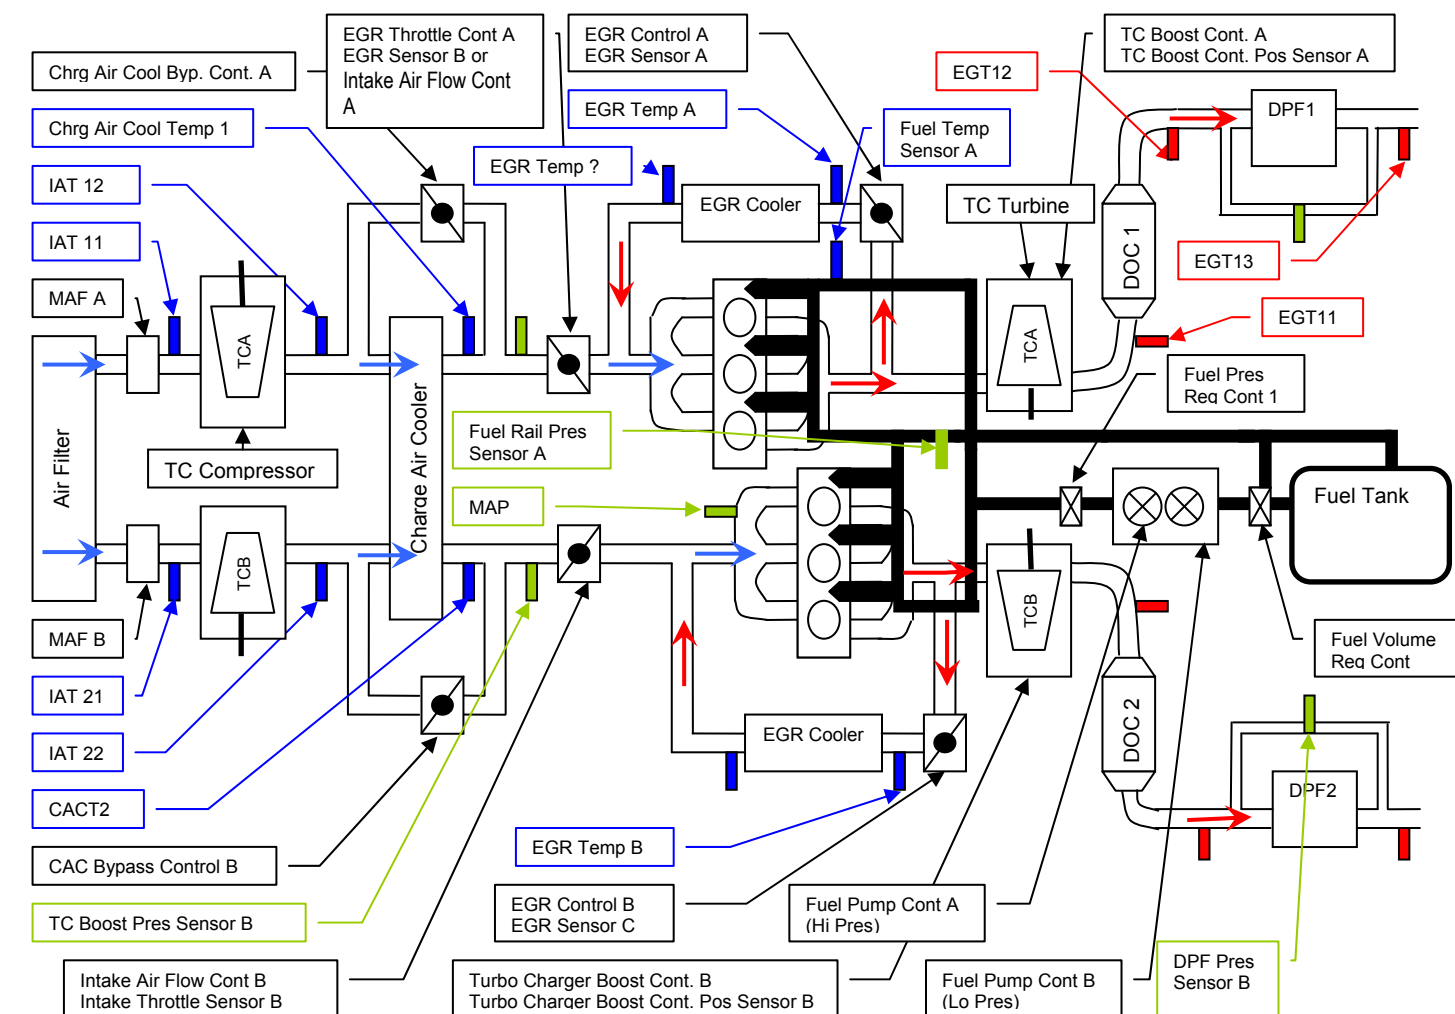 EGR Throttle Cont A
EGR Sensor B or
Intake Air Flow Cont
A
EGR Control A
EGR Sensor A
TC Boost Cont. A
TC Boost Cont. Pos Sensor A
Chrg Air Cool Byp. Cont. A
EGT12
DPF1
Chrg Air Cool Temp 1
EGR Temp A
Fuel Temp
Sensor A
EGR Temp ?
IAT 12
EGR Cooler
TC Turbine
DOC 1
IAT 11
EGT13
MAF A
EGT11
TCA
TCA
Fuel Pres
Reg Cont 1
Air Filter
TC Compressor
Charge Air Cooler
Fuel Rail Pres
Sensor A
MAP
Fuel Tank
TCB
TCB
MAF B
Fuel Volume
Reg Cont
IAT 21
DOC 2
IAT 22
EGR Cooler
DPF2
CACT2
EGR Temp B
CAC Bypass Control B
EGR Control B
EGR Sensor C
Fuel Pump Cont A
(Hi Pres)
TC Boost Pres Sensor B
DPF Pres
Sensor B
Intake Air Flow Cont B
Intake Throttle Sensor B
Turbo Charger Boost Cont. B
Turbo Charger Boost Cont. Pos Sensor B
Fuel Pump Cont B
(Lo Pres)